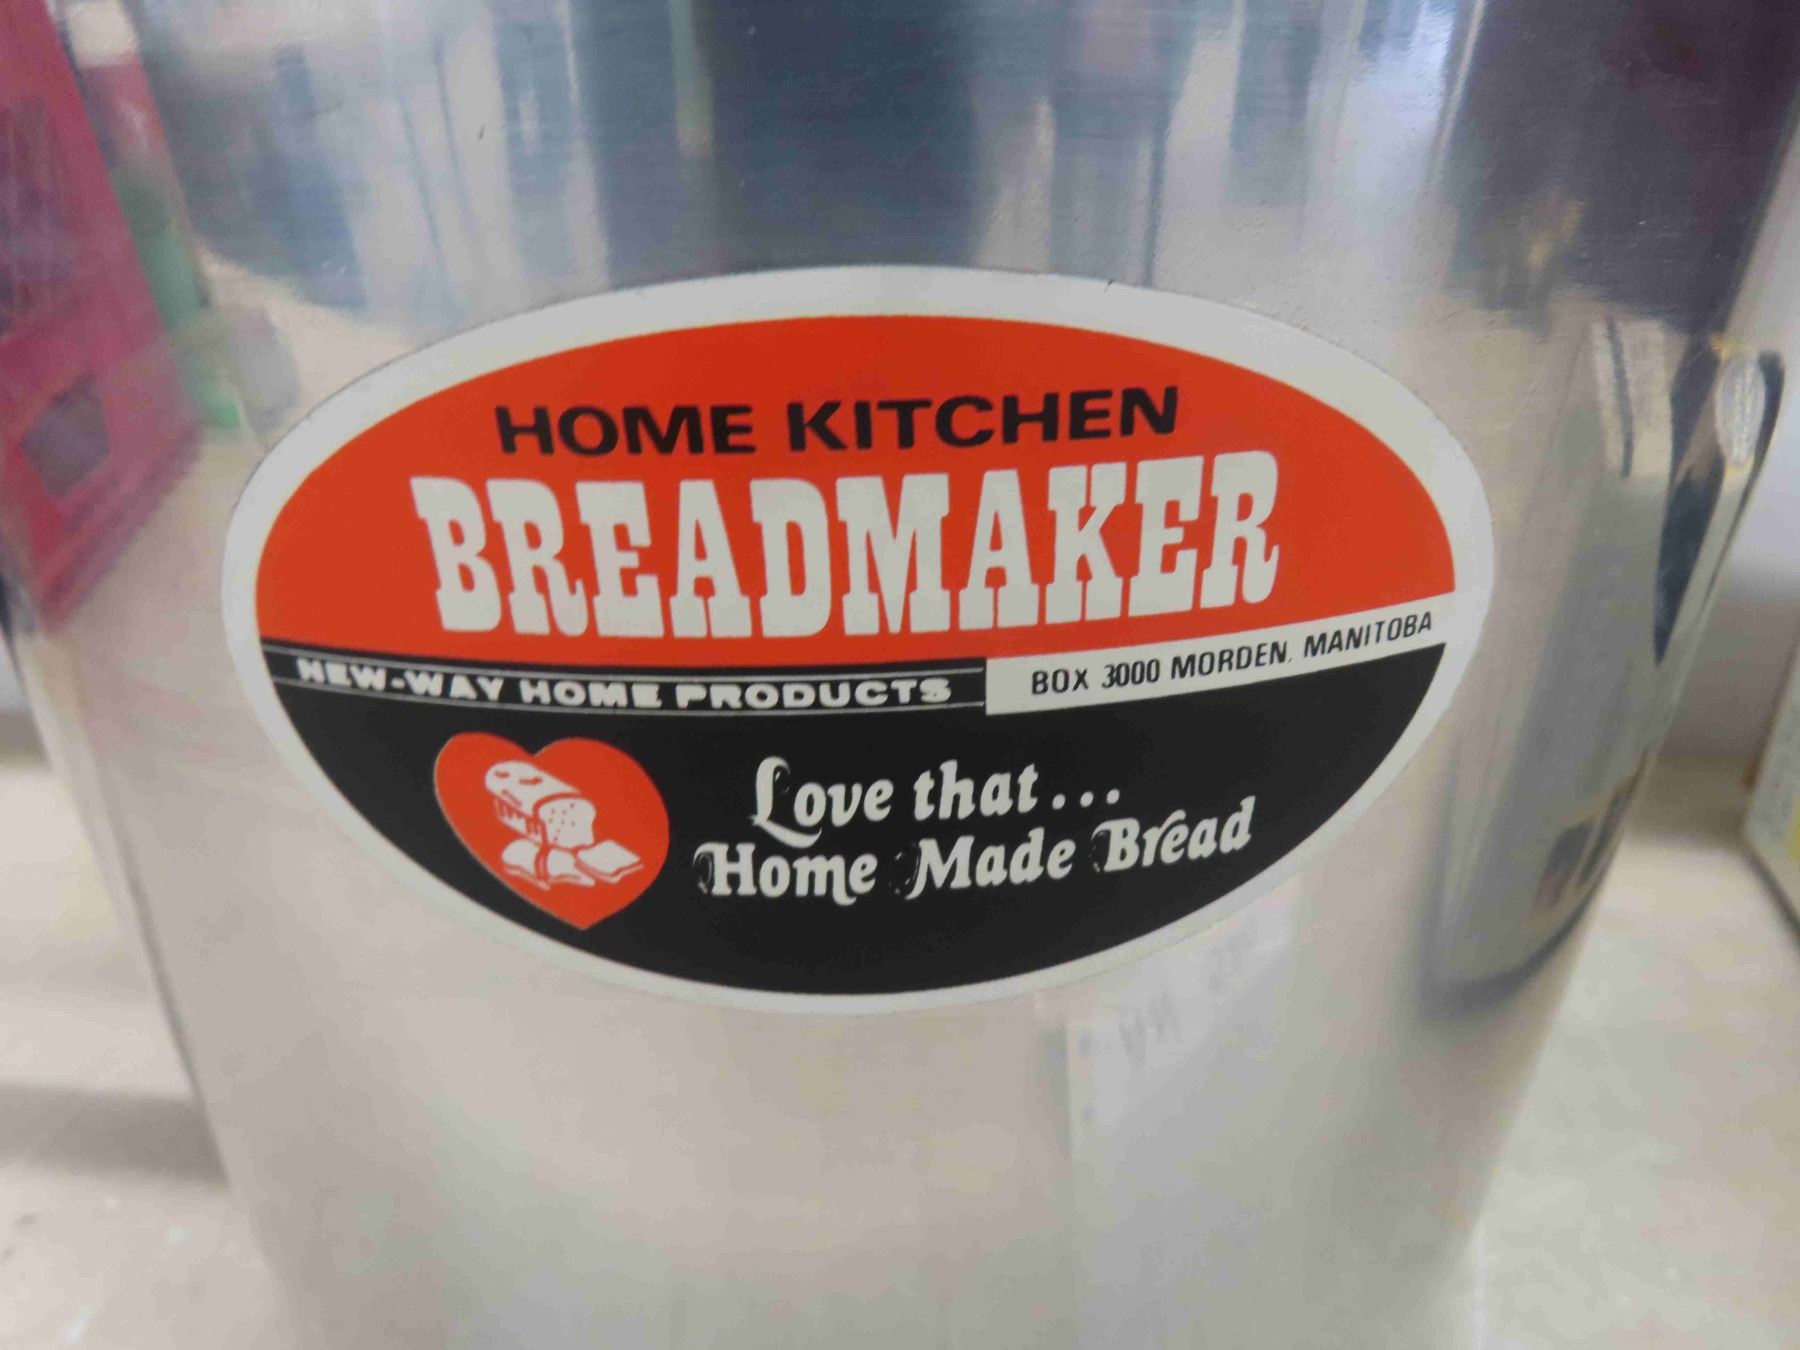 HOME KITCHEN
BREADMAKER
NEW-WAY HOME PRODUCTS
BOX 3000 MORDEN. MANITOBA
Love that...
Home Made Bread